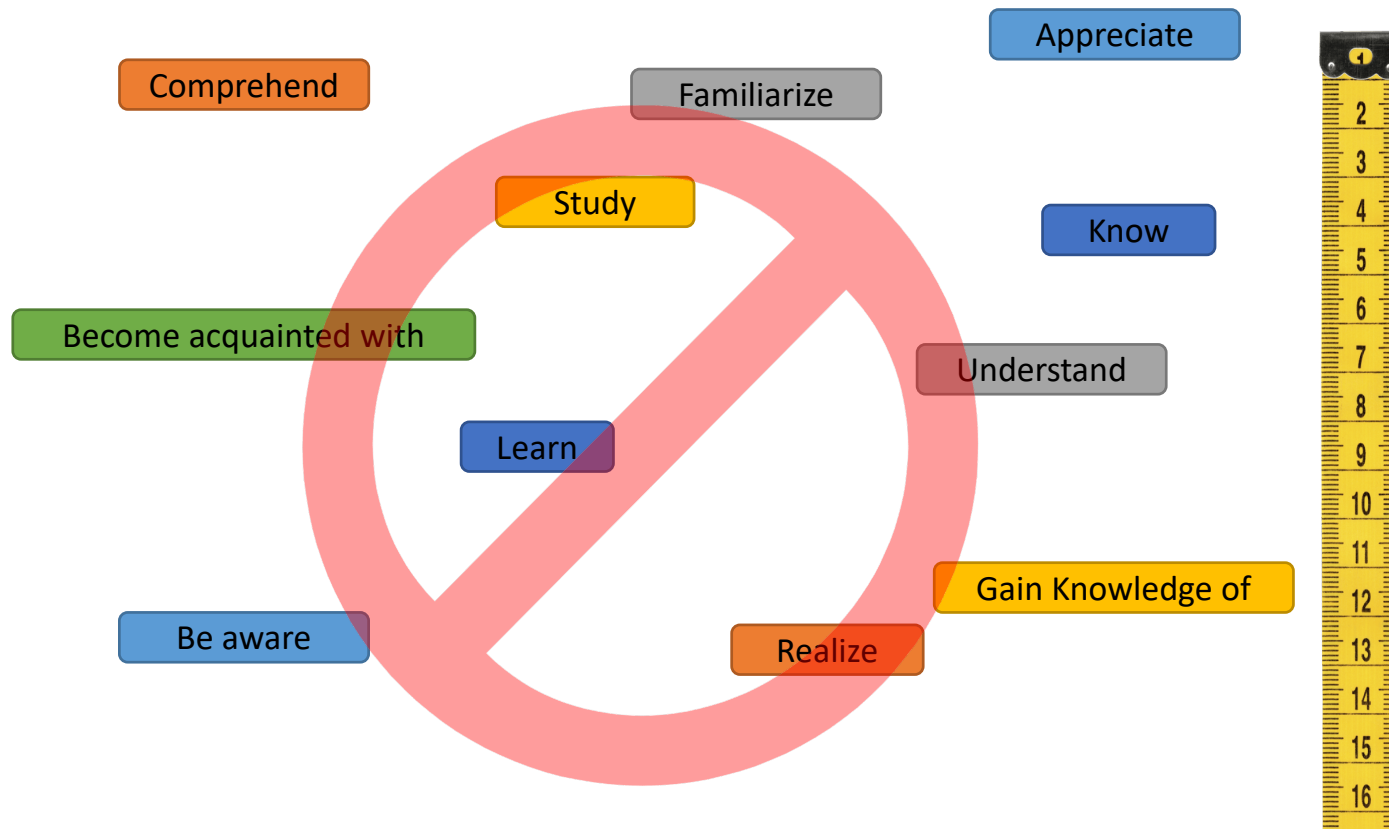 Appreciate
Comprehend
Familiarize
Study
Know
Become acquainted with
Understand
Learn
Gain Knowledge of
Be aware
Realize
1
2
3
4
5
6
7
8
9
10
11
12
13
14
15
16